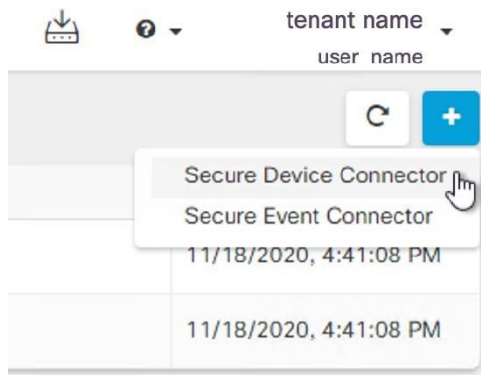 tenant name
user name
Secure Device Connector
Secure Event Connector
11/18/2020, 4:41:08 PM
11/18/2020, 4:41:08 PM